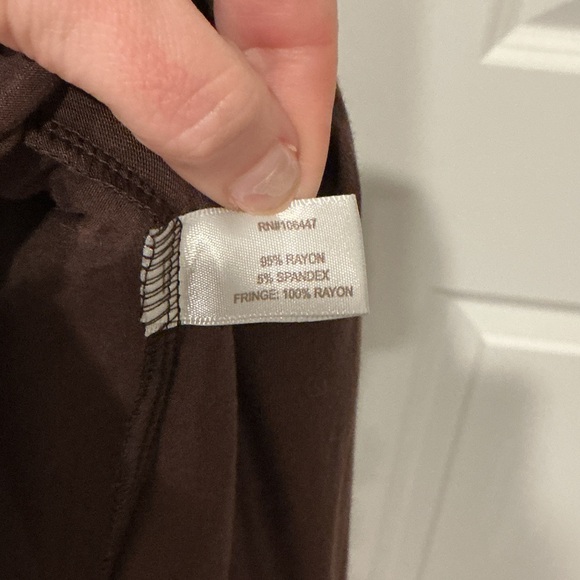 RN#106447
95% RAYON
5% SPANDEX
FRINGE: 100% RAYON